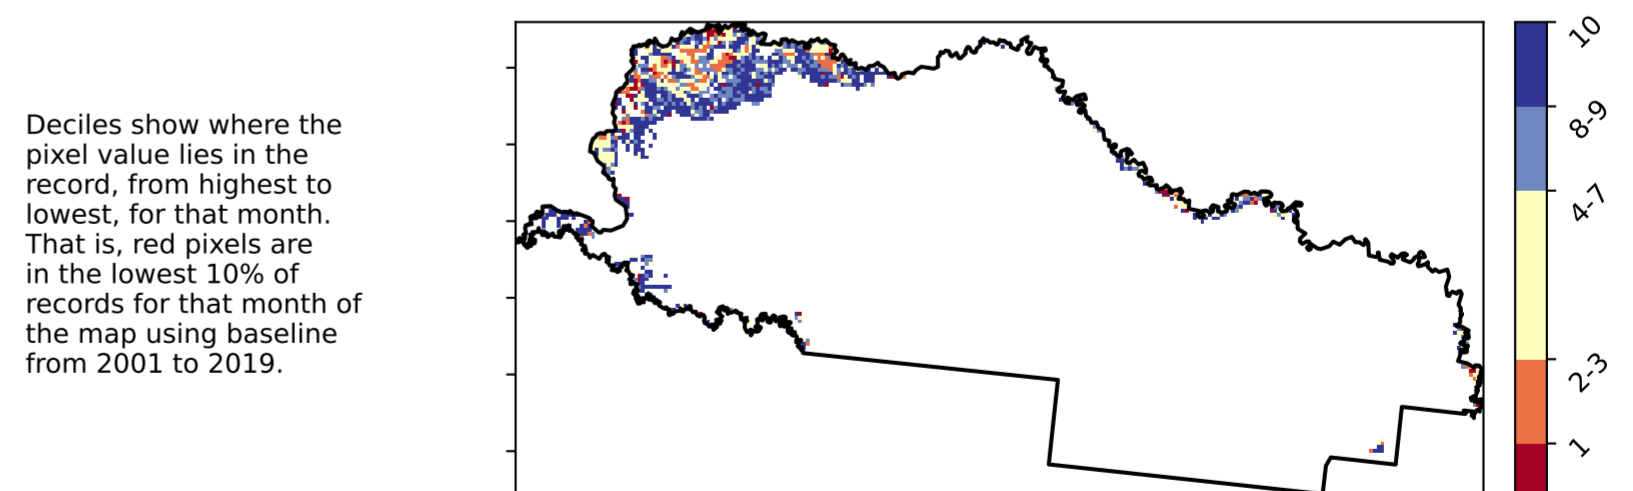 Deciles show where the
pixel value lies in the
record, from highest to
lowest, for that month.
That is, red pixels are
in the lowest 10% of
records for that month of
the map using baseline
from 2001 to 2019.
10
8-9
4-7
2-3
1